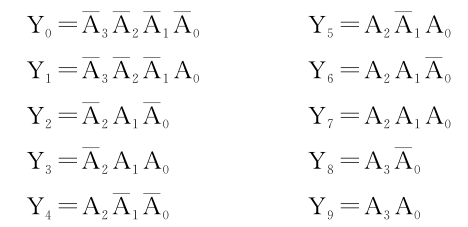 Y₀ = A̅₃ A̅₂ A̅₁ A̅₀
Y₁ = A̅₃ A̅₂ A̅₁ A₀
Y₂ = A̅₂ A₁ A̅₀
Y₃ = A̅₂ A₁ A₀
Y₄ = A₂ A̅₁ A̅₀
Y₅ = A₂ A̅₁ A₀
Y₆ = A₂ A₁ A̅₀
Y₇ = A₂ A₁ A₀
Y₈ = A₃ A̅₀
Y₉ = A₃ A₀